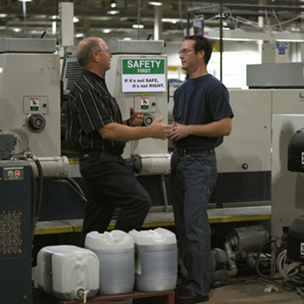 SAFETY
FIRST
If it's not SAFE,
it's not RIGHT.